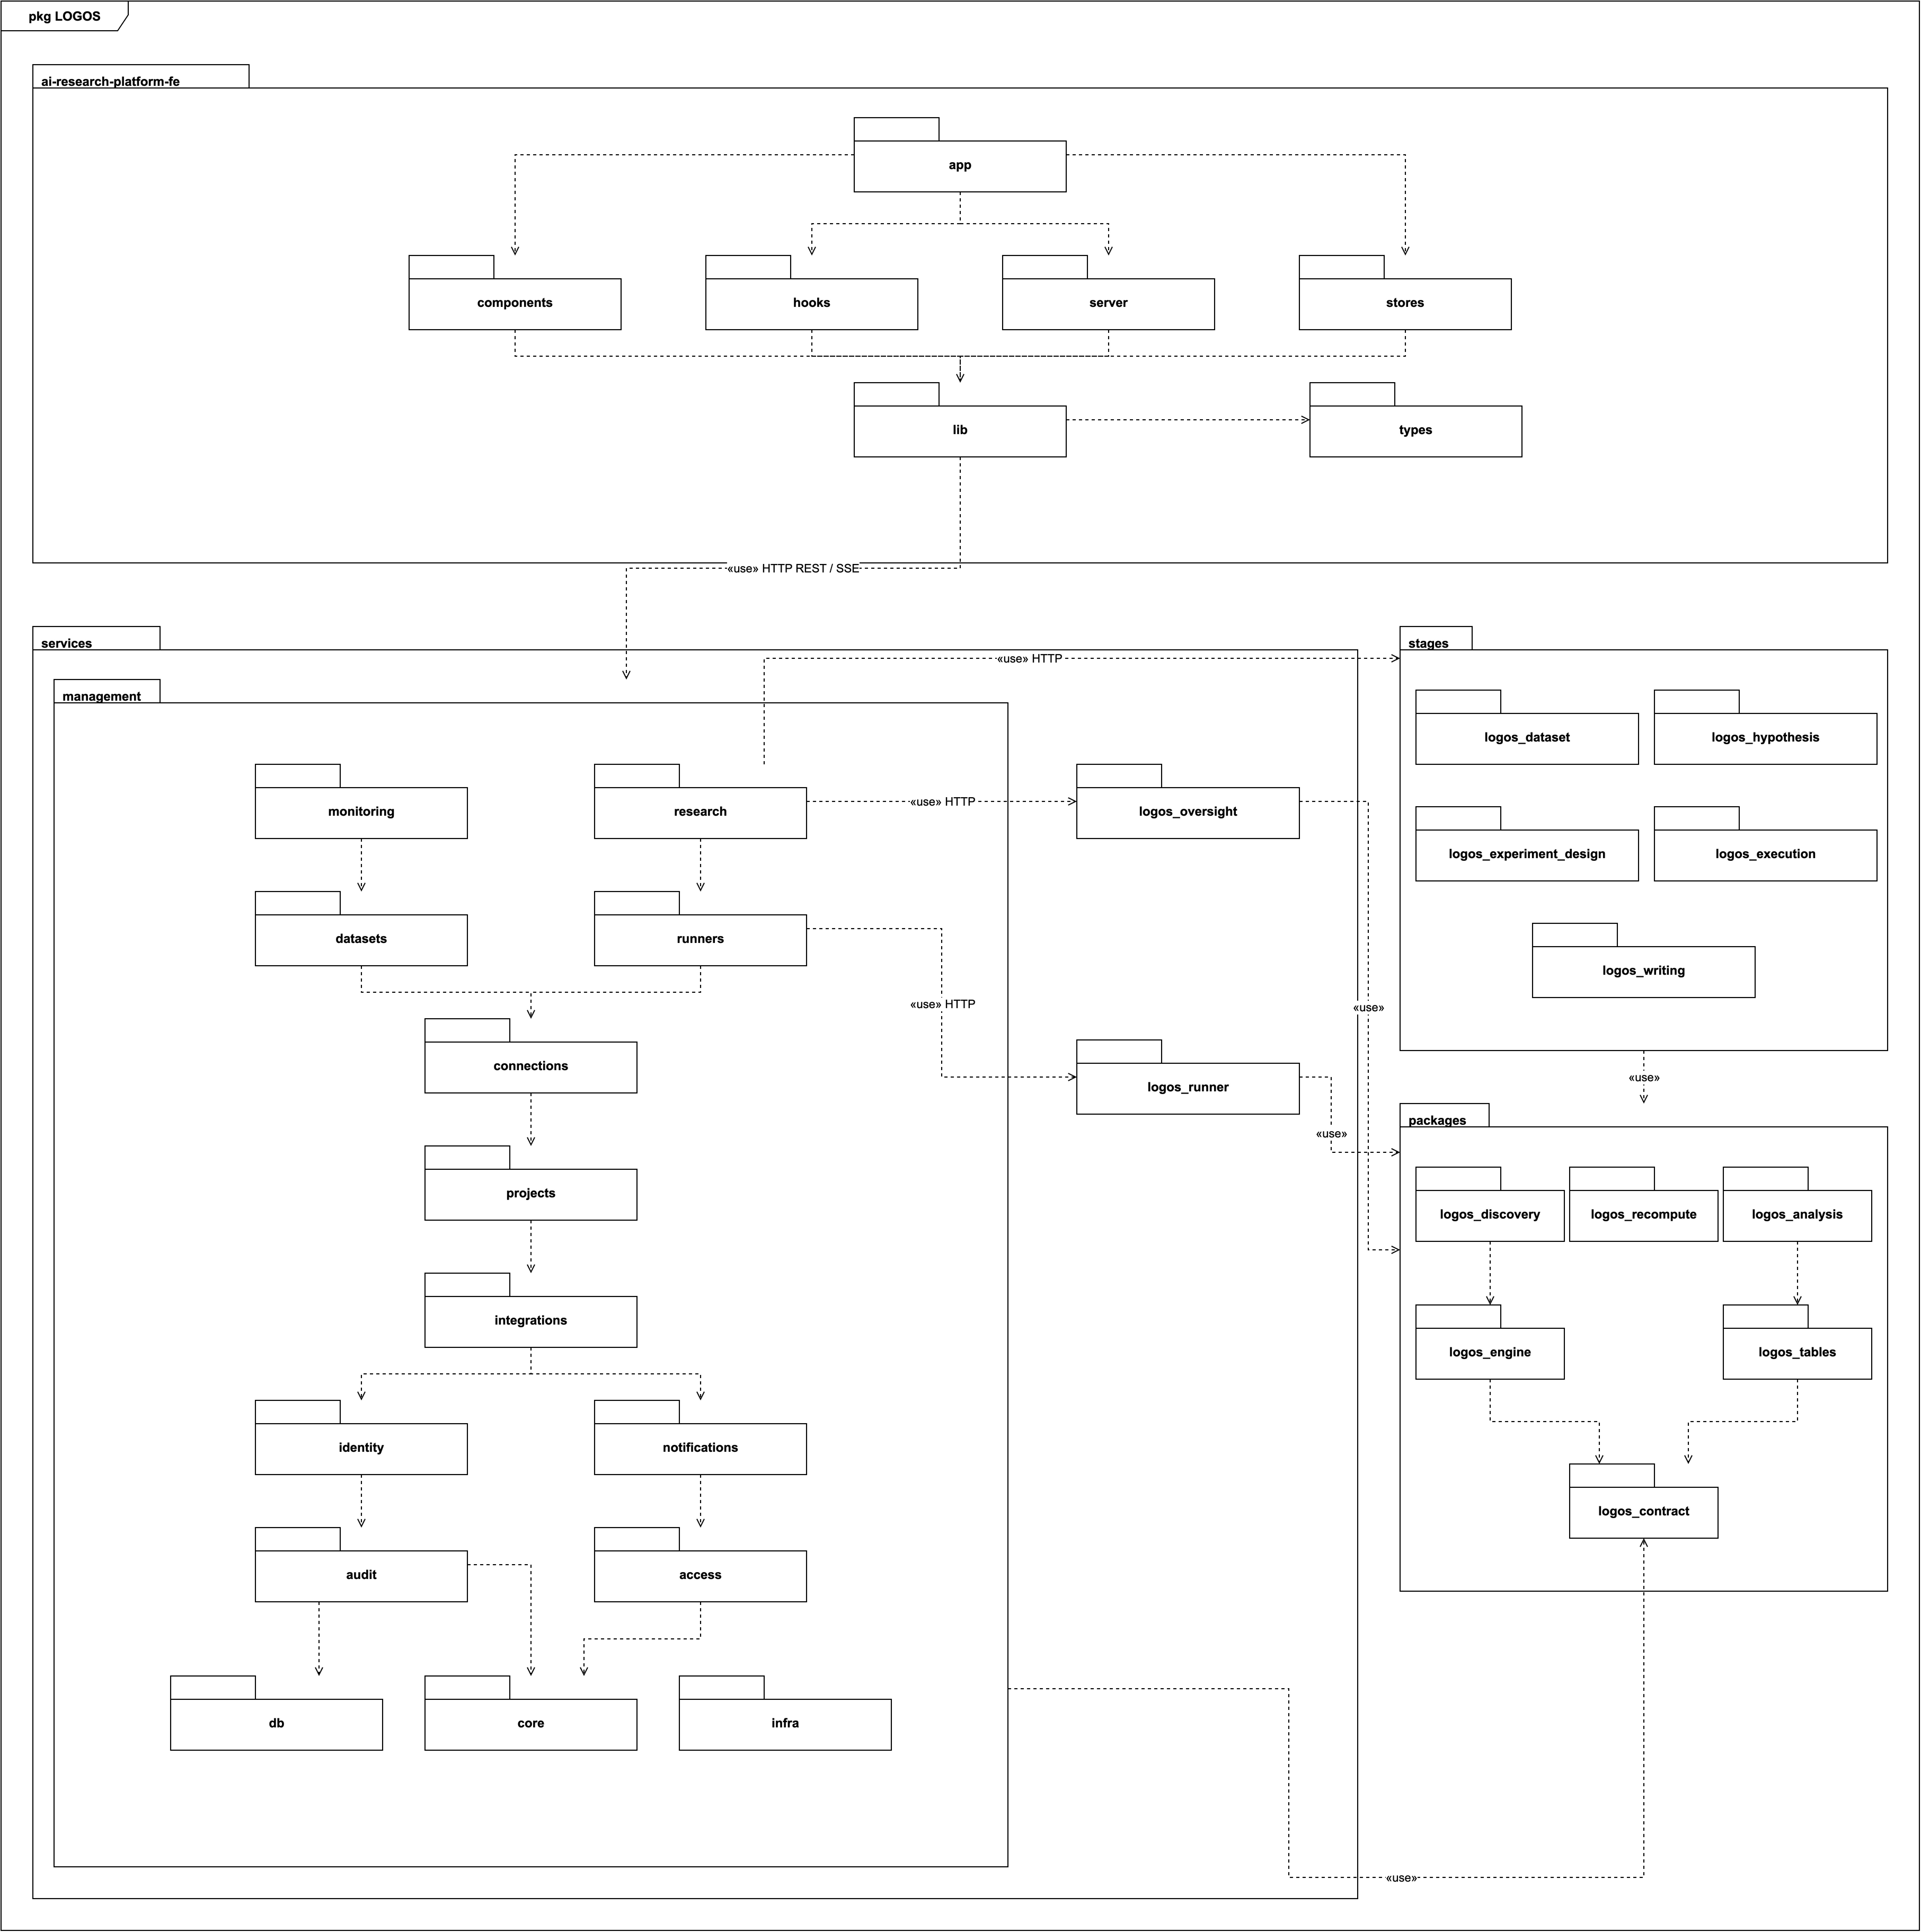 pkg LOGOS
ai-research-platform-fe
app
components
hooks
server
stores
lib
types
«use» HTTP REST / SSE
services
stages
«use» HTTP
management
logos_dataset
logos_hypothesis
monitoring
research
«use» HTTP
logos_oversight
logos_experiment_design
logos_execution
datasets
runners
logos_writing
«use» HTTP
«use»
connections
logos_runner
«use»
packages
«use»
projects
logos_discovery
logos_recompute
logos_analysis
integrations
logos_engine
logos_tables
identity
notifications
logos_contract
audit
access
db
core
infra
«use»